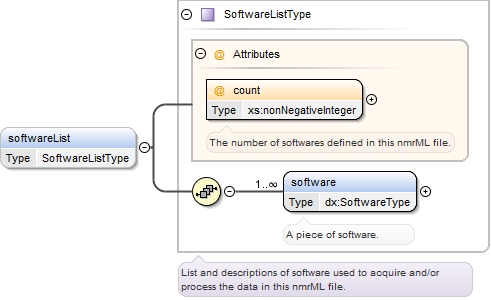 SoftwareListType
@ Attributes
@ count
Type xs:nonNegativeInteger
The number of softwares defined in this nmrML file.
softwareList
Type SoftwareListType
1..∞
software
Type dx:SoftwareType
A piece of software.
List and descriptions of software used to acquire and/or
process the data in this nmrML file.